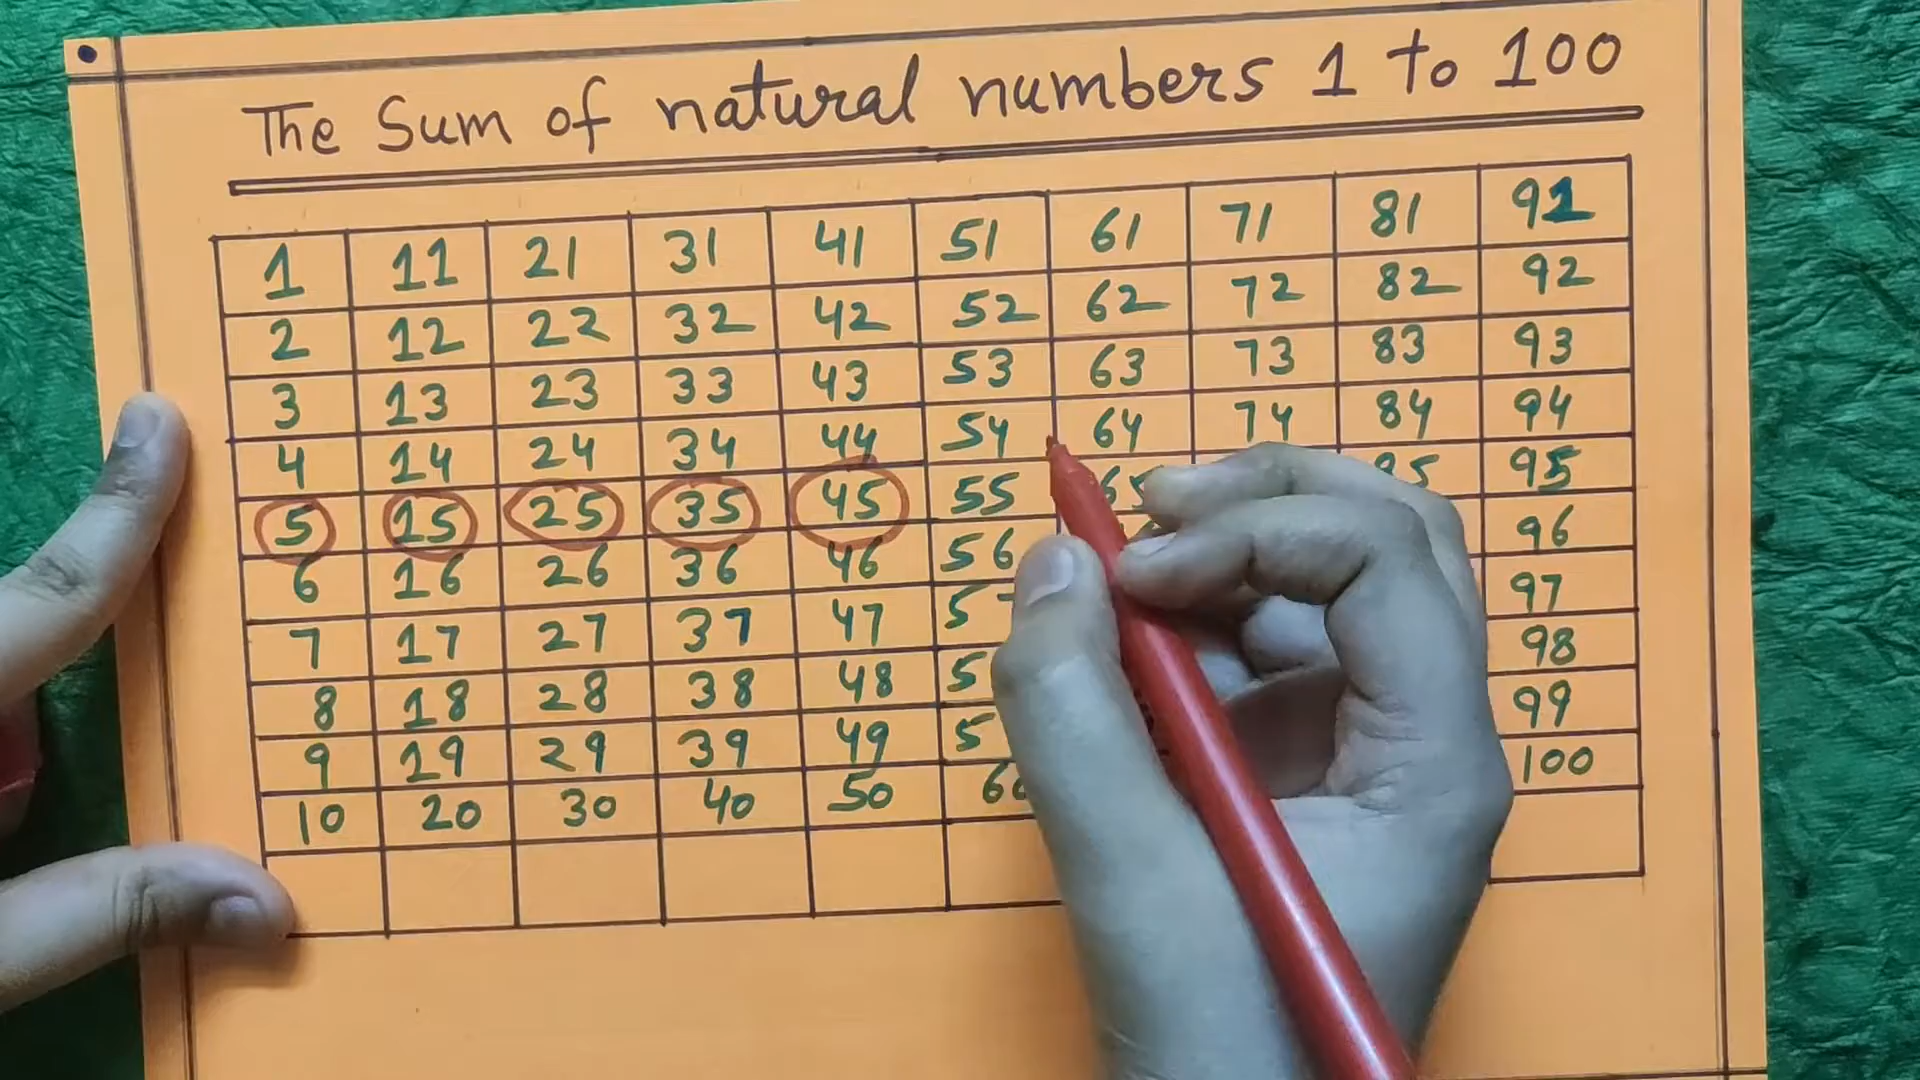 The Sum of natural numbers 1 to 100
1 11 21 31 41 51 61 71 81 91
2 12 22 32 42 52 62 72 82 92
3 13 23 33 43 53 63 73 83 93
4 14 24 34 44 54 64 74 84 94
5 15 25 35 45 55 65 85 95
6 16 26 36 46 56 96
7 17 27 37 47 97
8 18 28 38 48 98
9 19 29 39 49 99
10 20 30 40 50 60 100